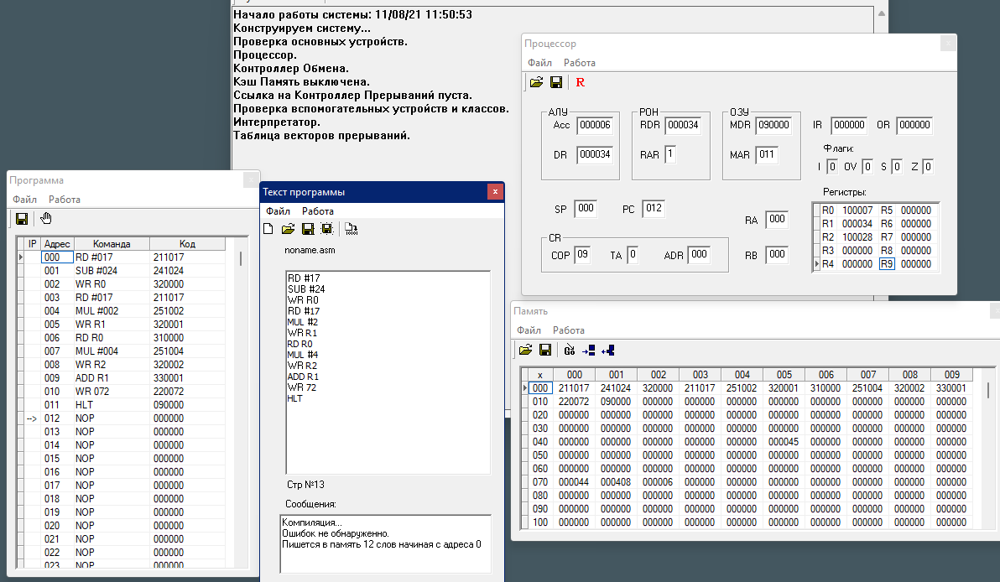 Начало работы системы: 11/08/21 11:50:53
Конструируем систему...
Проверка основных устройств.
Процессор.
Контроллер Обмена.
Кэш Память выключена.
Ссылка на Контроллер Прерываний пуста.
Проверка вспомогательных устройств и классов.
Интерпретатор.
Таблица векторов прерываний.
Процессор
Файл Работа
R
АЛУ РОН ОЗУ
Acc 000006 RDR 000034 MDR 090000 IR 000000 OR 000000
DR 000034 RAR 1 MAR 011
Флаги:
I 0 OV 0 S 0 Z 0
Регистры:
SP 000 PC 012 RA 000
CR
COP 09 TA 0 ADR 000 RB 000
R0 100007 R5 000000
R1 000034 R6 000000
R2 100028 R7 000000
R3 000000 R8 000000
R4 000000 R9 000000
Программа
Файл Работа
IP Адрес Команда Код
000 RD #017 211017
001 SUB #024 241024
002 WR R0 320000
003 RD #017 211017
004 MUL #002 251002
005 WR R1 320001
006 RD R0 310000
007 MUL #004 251004
008 WR R2 320002
009 ADD R1 330001
010 WR 072 220072
011 HLT 090000
--> 012 NOP 000000
013 NOP 000000
014 NOP 000000
015 NOP 000000
016 NOP 000000
017 NOP 000000
018 NOP 000000
019 NOP 000000
020 NOP 000000
021 NOP 000000
022 NOP 000000
023 NOP 000000
Текст программы
Файл Работа
noname.asm
RD #17
SUB #24
WR R0
RD #17
MUL #2
WR R1
RD R0
MUL #4
WR R2
ADD R1
WR 72
HLT
Стр №13
Сообщения:
Компиляция...
Ошибок не обнаруженно.
Пишется в память 12 слов начиная с адреса 0
Память
Файл Работа
x 000 001 002 003 004 005 006 007 008 009
000 211017 241024 320000 211017 251002 320001 310000 251004 320002 330001
010 220072 090000 000000 000000 000000 000000 000000 000000 000000 000000
020 000000 000000 000000 000000 000000 000000 000000 000000 000000 000000
030 000000 000000 000000 000000 000000 000000 000000 000000 000000 000000
040 000000 000000 000000 000000 000000 000045 000000 000000 000000 000000
050 000000 000000 000000 000000 000000 000000 000000 000000 000000 000000
060 000000 000000 000000 000000 000000 000000 000000 000000 000000 000000
070 000044 000408 000006 000000 000000 000000 000000 000000 000000 000000
080 000000 000000 000000 000000 000000 000000 000000 000000 000000 000000
090 000000 000000 000000 000000 000000 000000 000000 000000 000000 000000
100 000000 000000 000000 000000 000000 000000 000000 000000 000000 000000